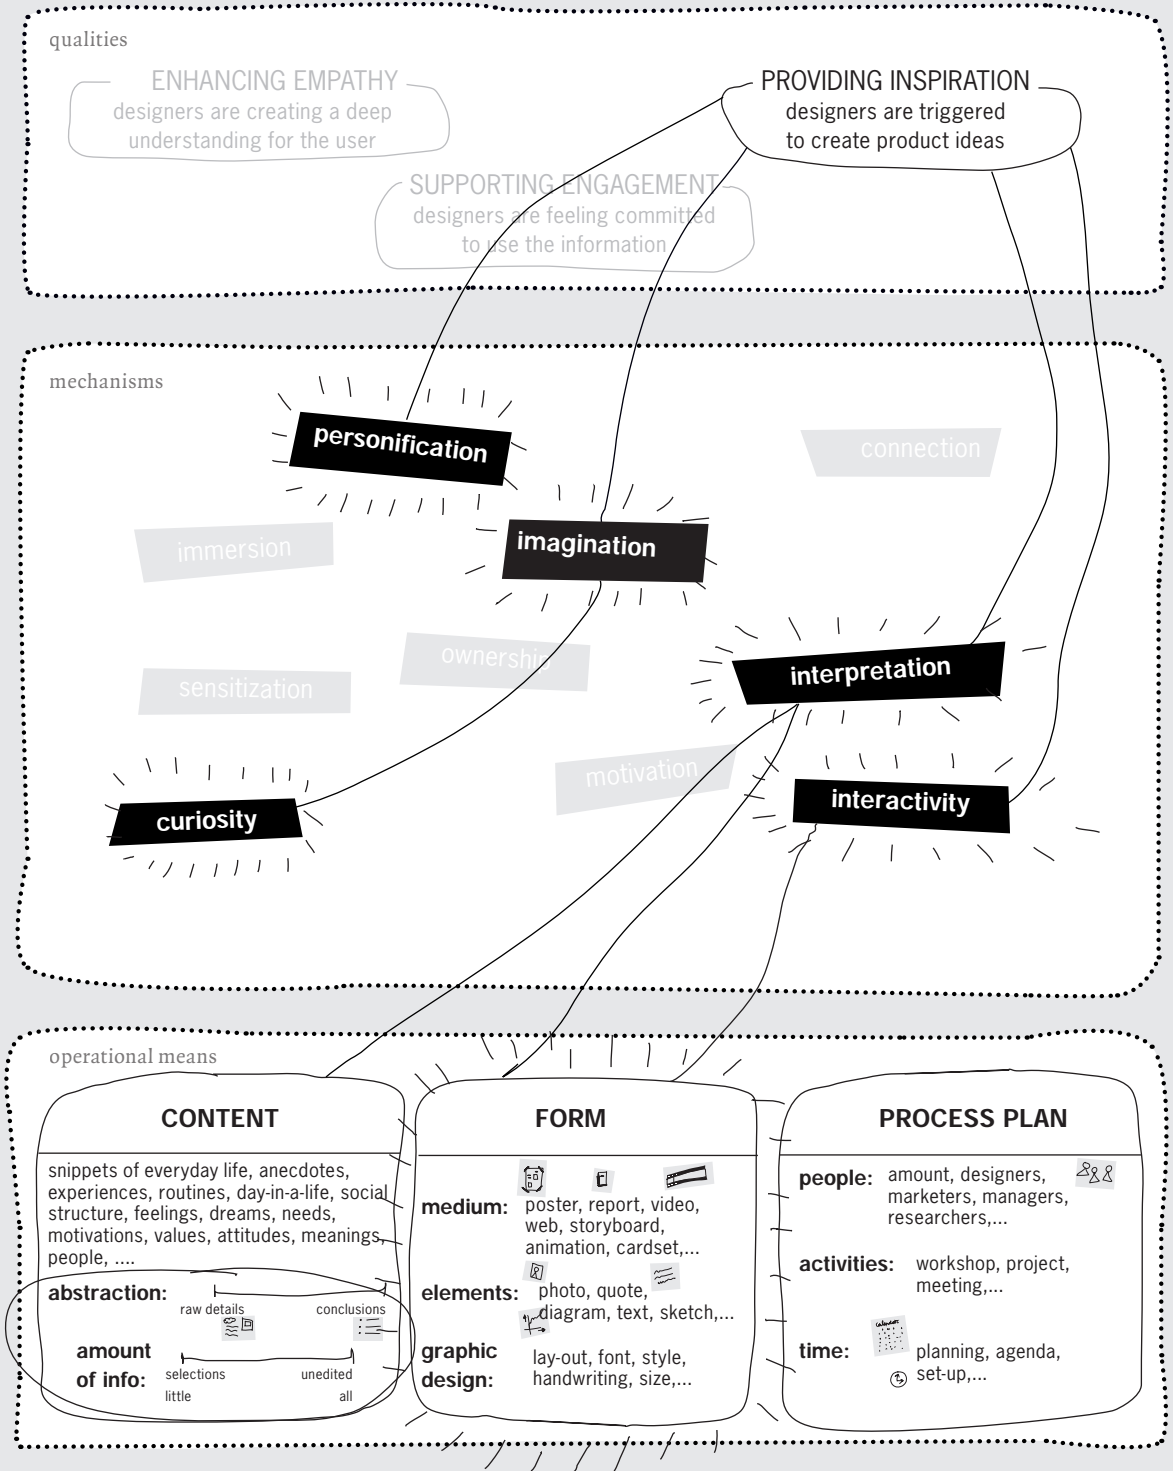 qualities
ENHANCING EMPATHY
designers are creating a deep
understanding for the user
PROVIDING INSPIRATION
designers are triggered
to create product ideas
SUPPORTING ENGAGEMENT
designers are feeling committed
to use the information
mechanisms
personification
connection
imagination
immersion
ownership
interpretation
sensitization
motivation
interactivity
curiosity
operational means
CONTENT
snippets of everyday life, anecdotes,
experiences, routines, day-in-a-life, social
structure, feelings, dreams, needs,
motivations, values, attitudes, meanings,
people, ....
abstraction:
raw details conclusions
amount
of info:
selections unedited
little all
FORM
medium: poster, report, video,
web, storyboard,
animation, cardset,...
elements: photo, quote,
diagram, text, sketch,...
graphic
design:
lay-out, font, style,
handwriting, size,...
PROCESS PLAN
people: amount, designers,
marketers, managers,
researchers,...
activities: workshop, project,
meeting,...
time: planning, agenda,
set-up,...